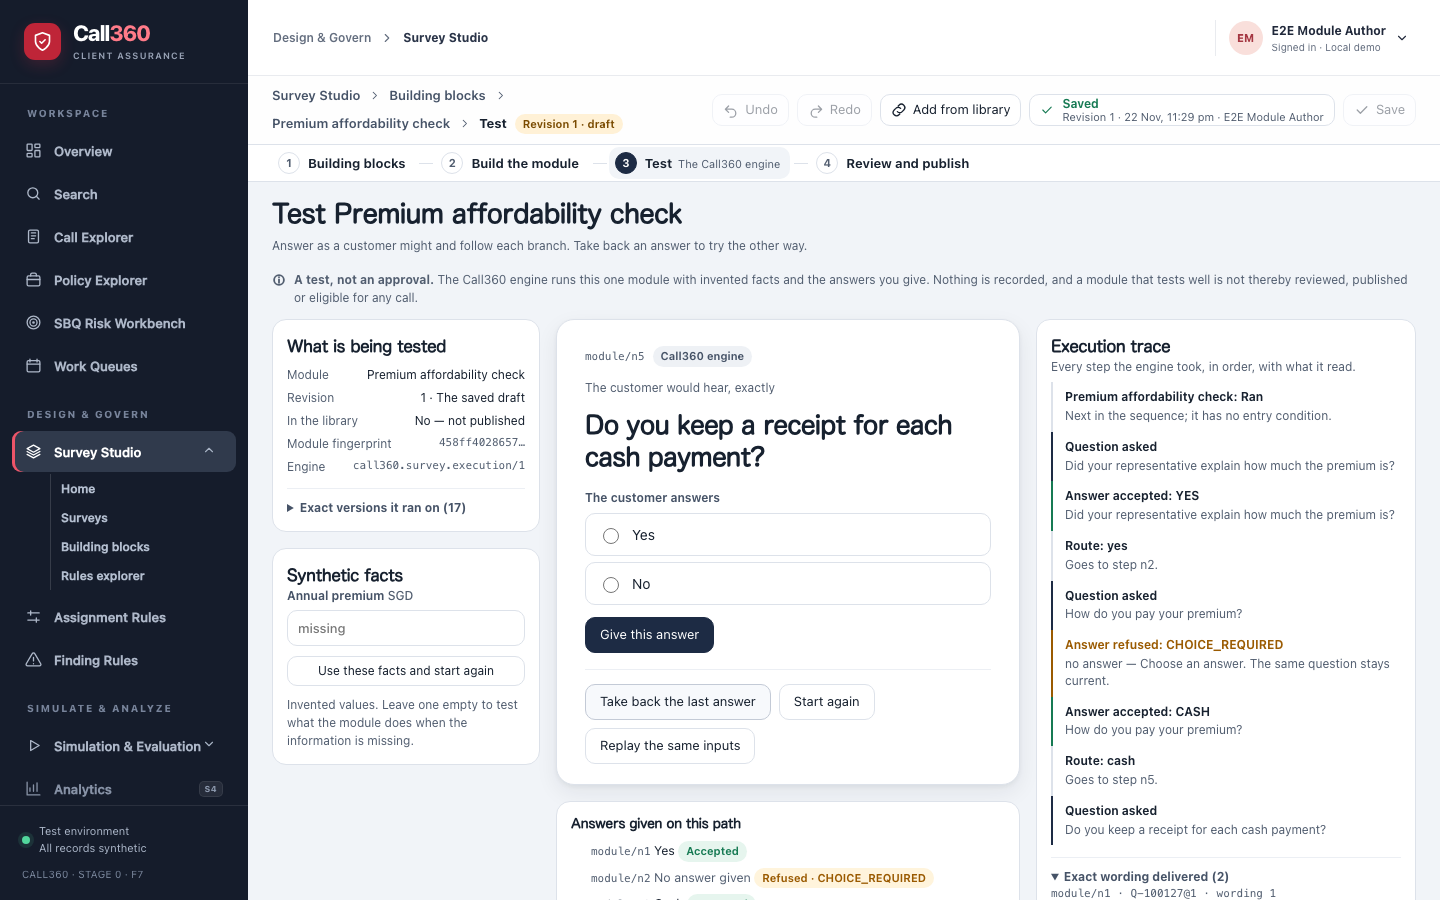 Call360
CLIENT ASSURANCE
WORKSPACE
Overview
Search
Call Explorer
Policy Explorer
SBQ Risk Workbench
Work Queues
DESIGN & GOVERN
Survey Studio
Home
Surveys
Building blocks
Rules explorer
Assignment Rules
Finding Rules
SIMULATE & ANALYZE
Simulation & Evaluation
Analytics S4
Test environment
All records synthetic
CALL360 · STAGE 0 · F7
Design & Govern > Survey Studio
EM
E2E Module Author
Signed in · Local demo
Survey Studio > Building blocks >
Premium affordability check > Test Revision 1 · draft
Undo
Redo
Add from library
Saved
Revision 1 · 22 Nov, 11:29 pm · E2E Module Author
Save
1 Building blocks
2 Build the module
3 Test The Call360 engine
4 Review and publish
Test Premium affordability check
Answer as a customer might and follow each branch. Take back an answer to try the other way.
A test, not an approval. The Call360 engine runs this one module with invented facts and the answers you give. Nothing is recorded, and a module that tests well is not thereby reviewed, published
or eligible for any call.
What is being tested
Module Premium affordability check
Revision 1 · The saved draft
In the library No — not published
Module fingerprint 458ff4028657…
Engine call360.survey.execution/1
Exact versions it ran on (17)
Synthetic facts
Annual premium SGD
missing
Use these facts and start again
Invented values. Leave one empty to test
what the module does when the
information is missing.
module/n5 Call360 engine
The customer would hear, exactly
Do you keep a receipt for each
cash payment?
The customer answers
Yes
No
Give this answer
Take back the last answer
Start again
Replay the same inputs
Answers given on this path
module/n1 Yes Accepted
module/n2 No answer given Refused · CHOICE_REQUIRED
Execution trace
Every step the engine took, in order, with what it read.
Premium affordability check: Ran
Next in the sequence; it has no entry condition.
Question asked
Did your representative explain how much the premium is?
Answer accepted: YES
Did your representative explain how much the premium is?
Route: yes
Goes to step n2.
Question asked
How do you pay your premium?
Answer refused: CHOICE_REQUIRED
no answer — Choose an answer. The same question stays
current.
Answer accepted: CASH
How do you pay your premium?
Route: cash
Goes to step n5.
Question asked
Do you keep a receipt for each cash payment?
Exact wording delivered (2)
module/n1 · Q-100127@1 · wording 1